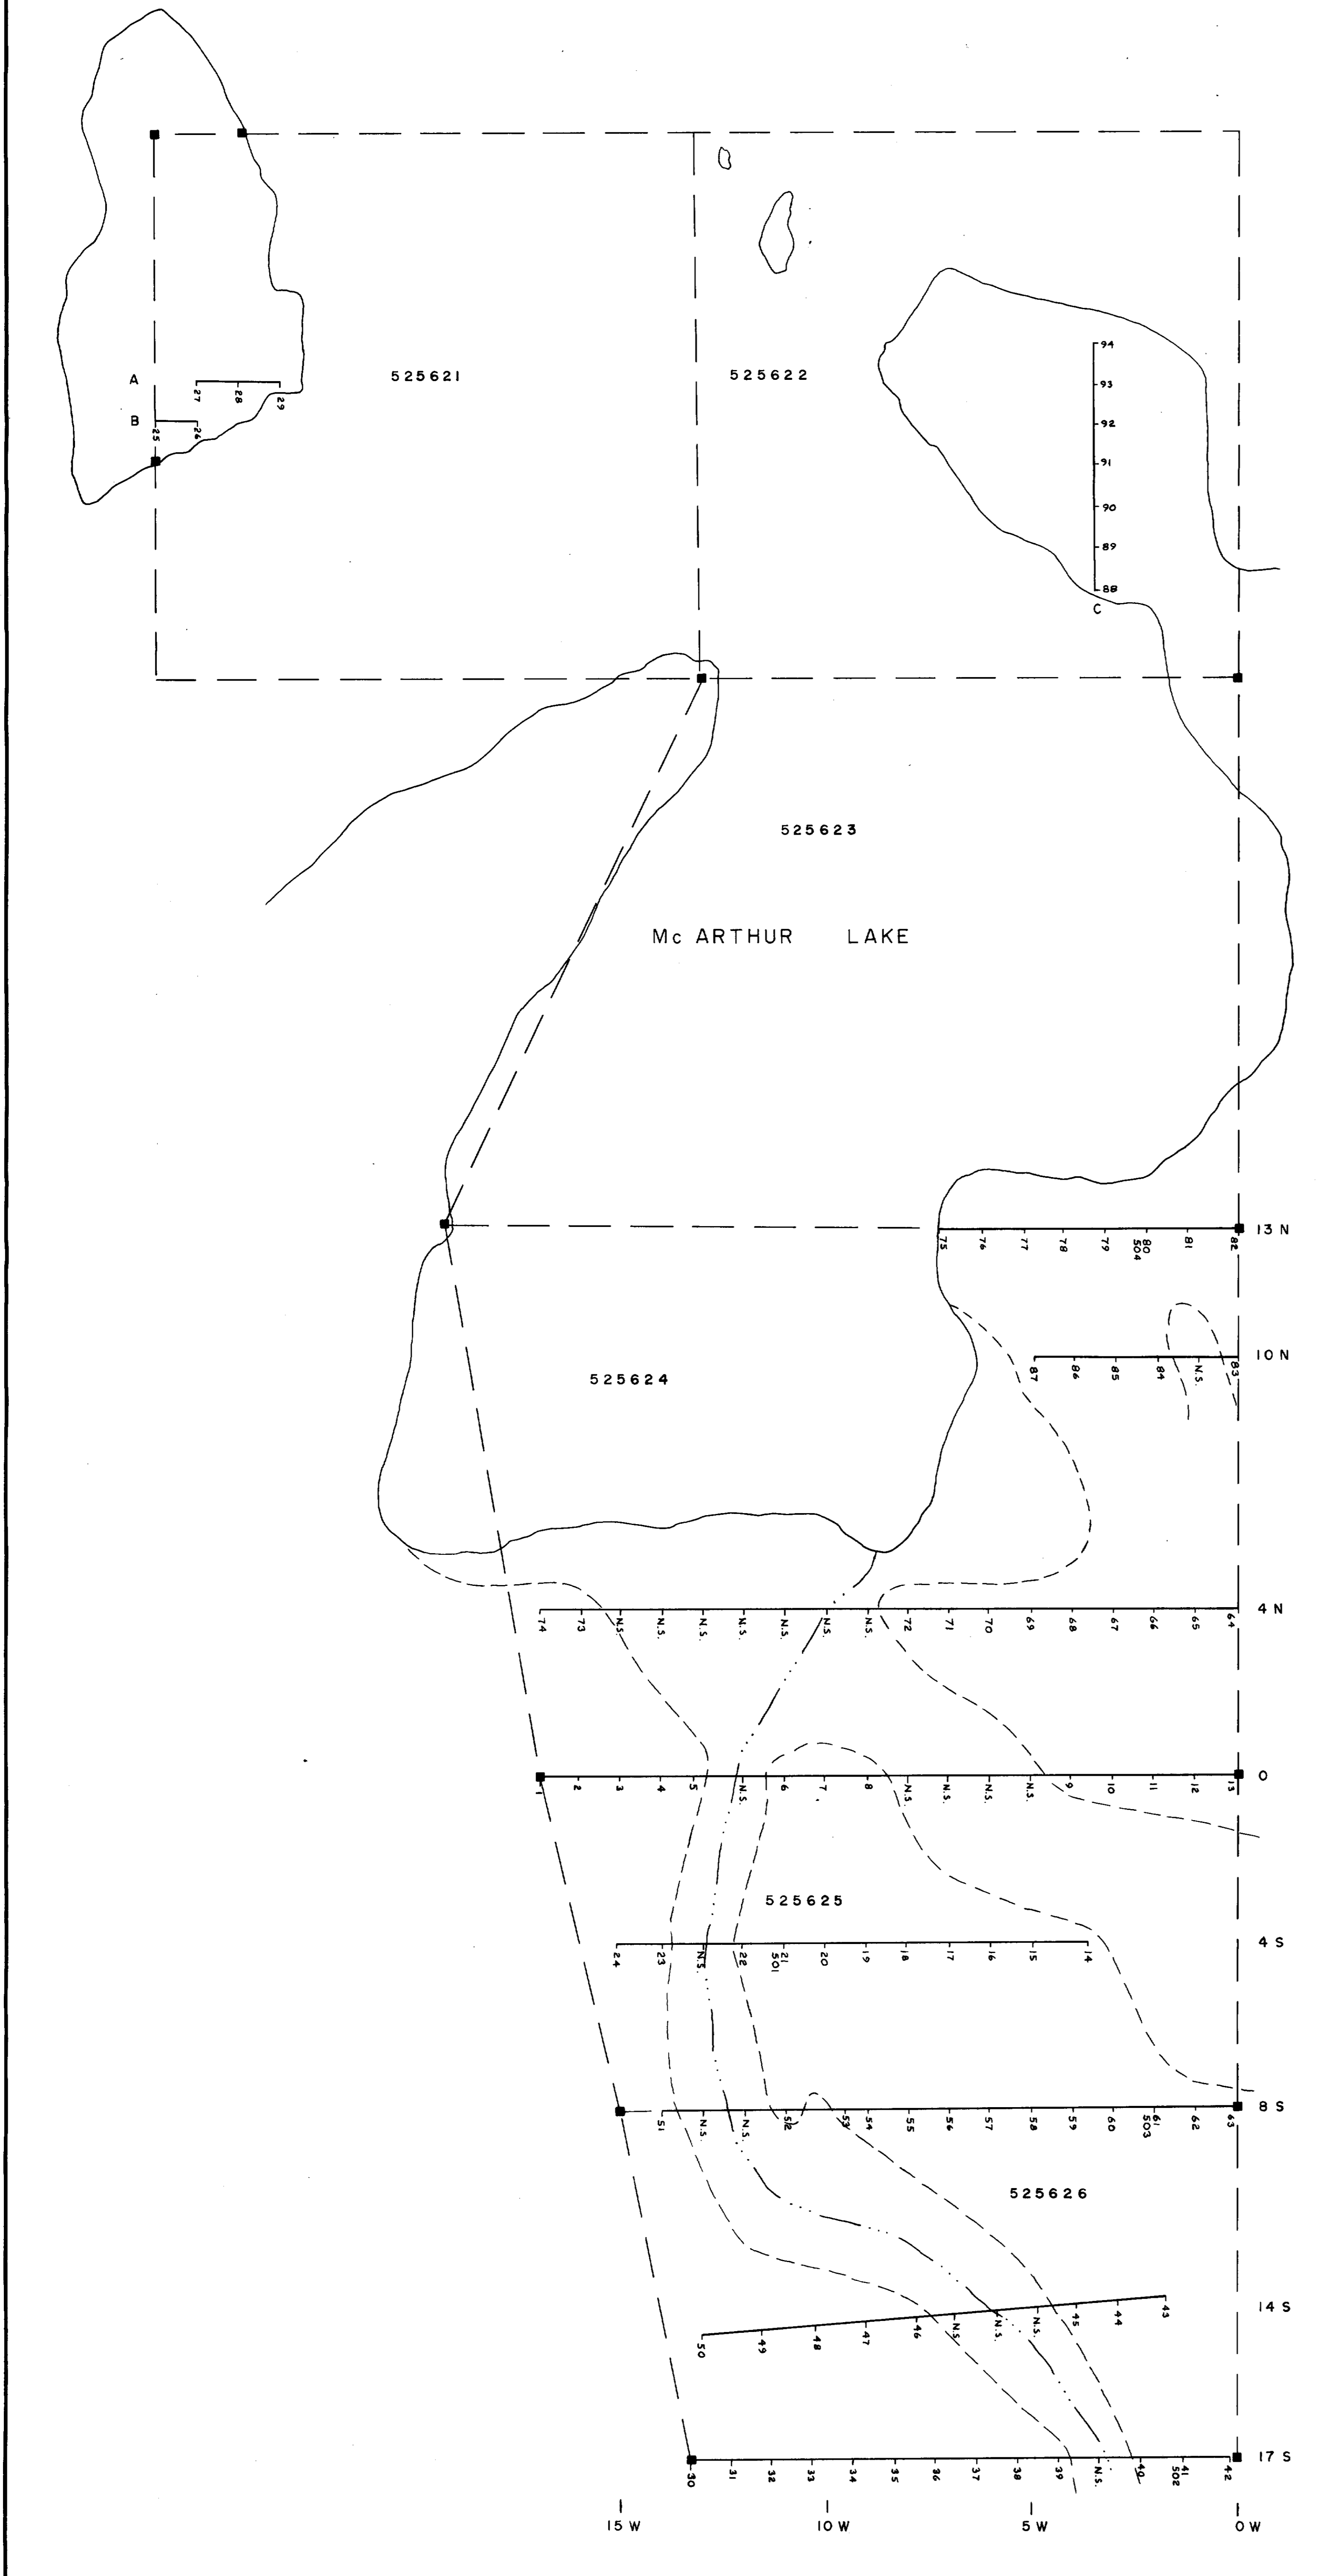 94
525621 525622
A
93
27 28 29
92
B
25 26
91
90
89
88
C
525623
Mc ARTHUR LAKE
13 N
75 76 77 78 79 80 81 82
504
10 N
87 86 85 84 N.S. 83
525624
4 N
74 73 N.S. N.S. N.S. N.S. N.S. N.S. N.S. 72 71 70 69 68 67 66 65 64
0
1 2 3 4 5 N.S. 6 7 8 N.S. N.S. N.S. N.S. 9 10 11 12 13
525625
4 S
24 23 N.S. 22 21 20 19 18 17 16 15 14
501
8 S
51 N.S. N.S. 52 53 54 55 56 57 58 59 60 61 62 63
503
525626
14 S
50 49 48 47 46 N.S. N.S. N.S. 45 44 43
17 S
30 31 32 33 34 35 36 37 38 39 N.S. 40 41 42
502
15 W 10 W 5 W 0 W